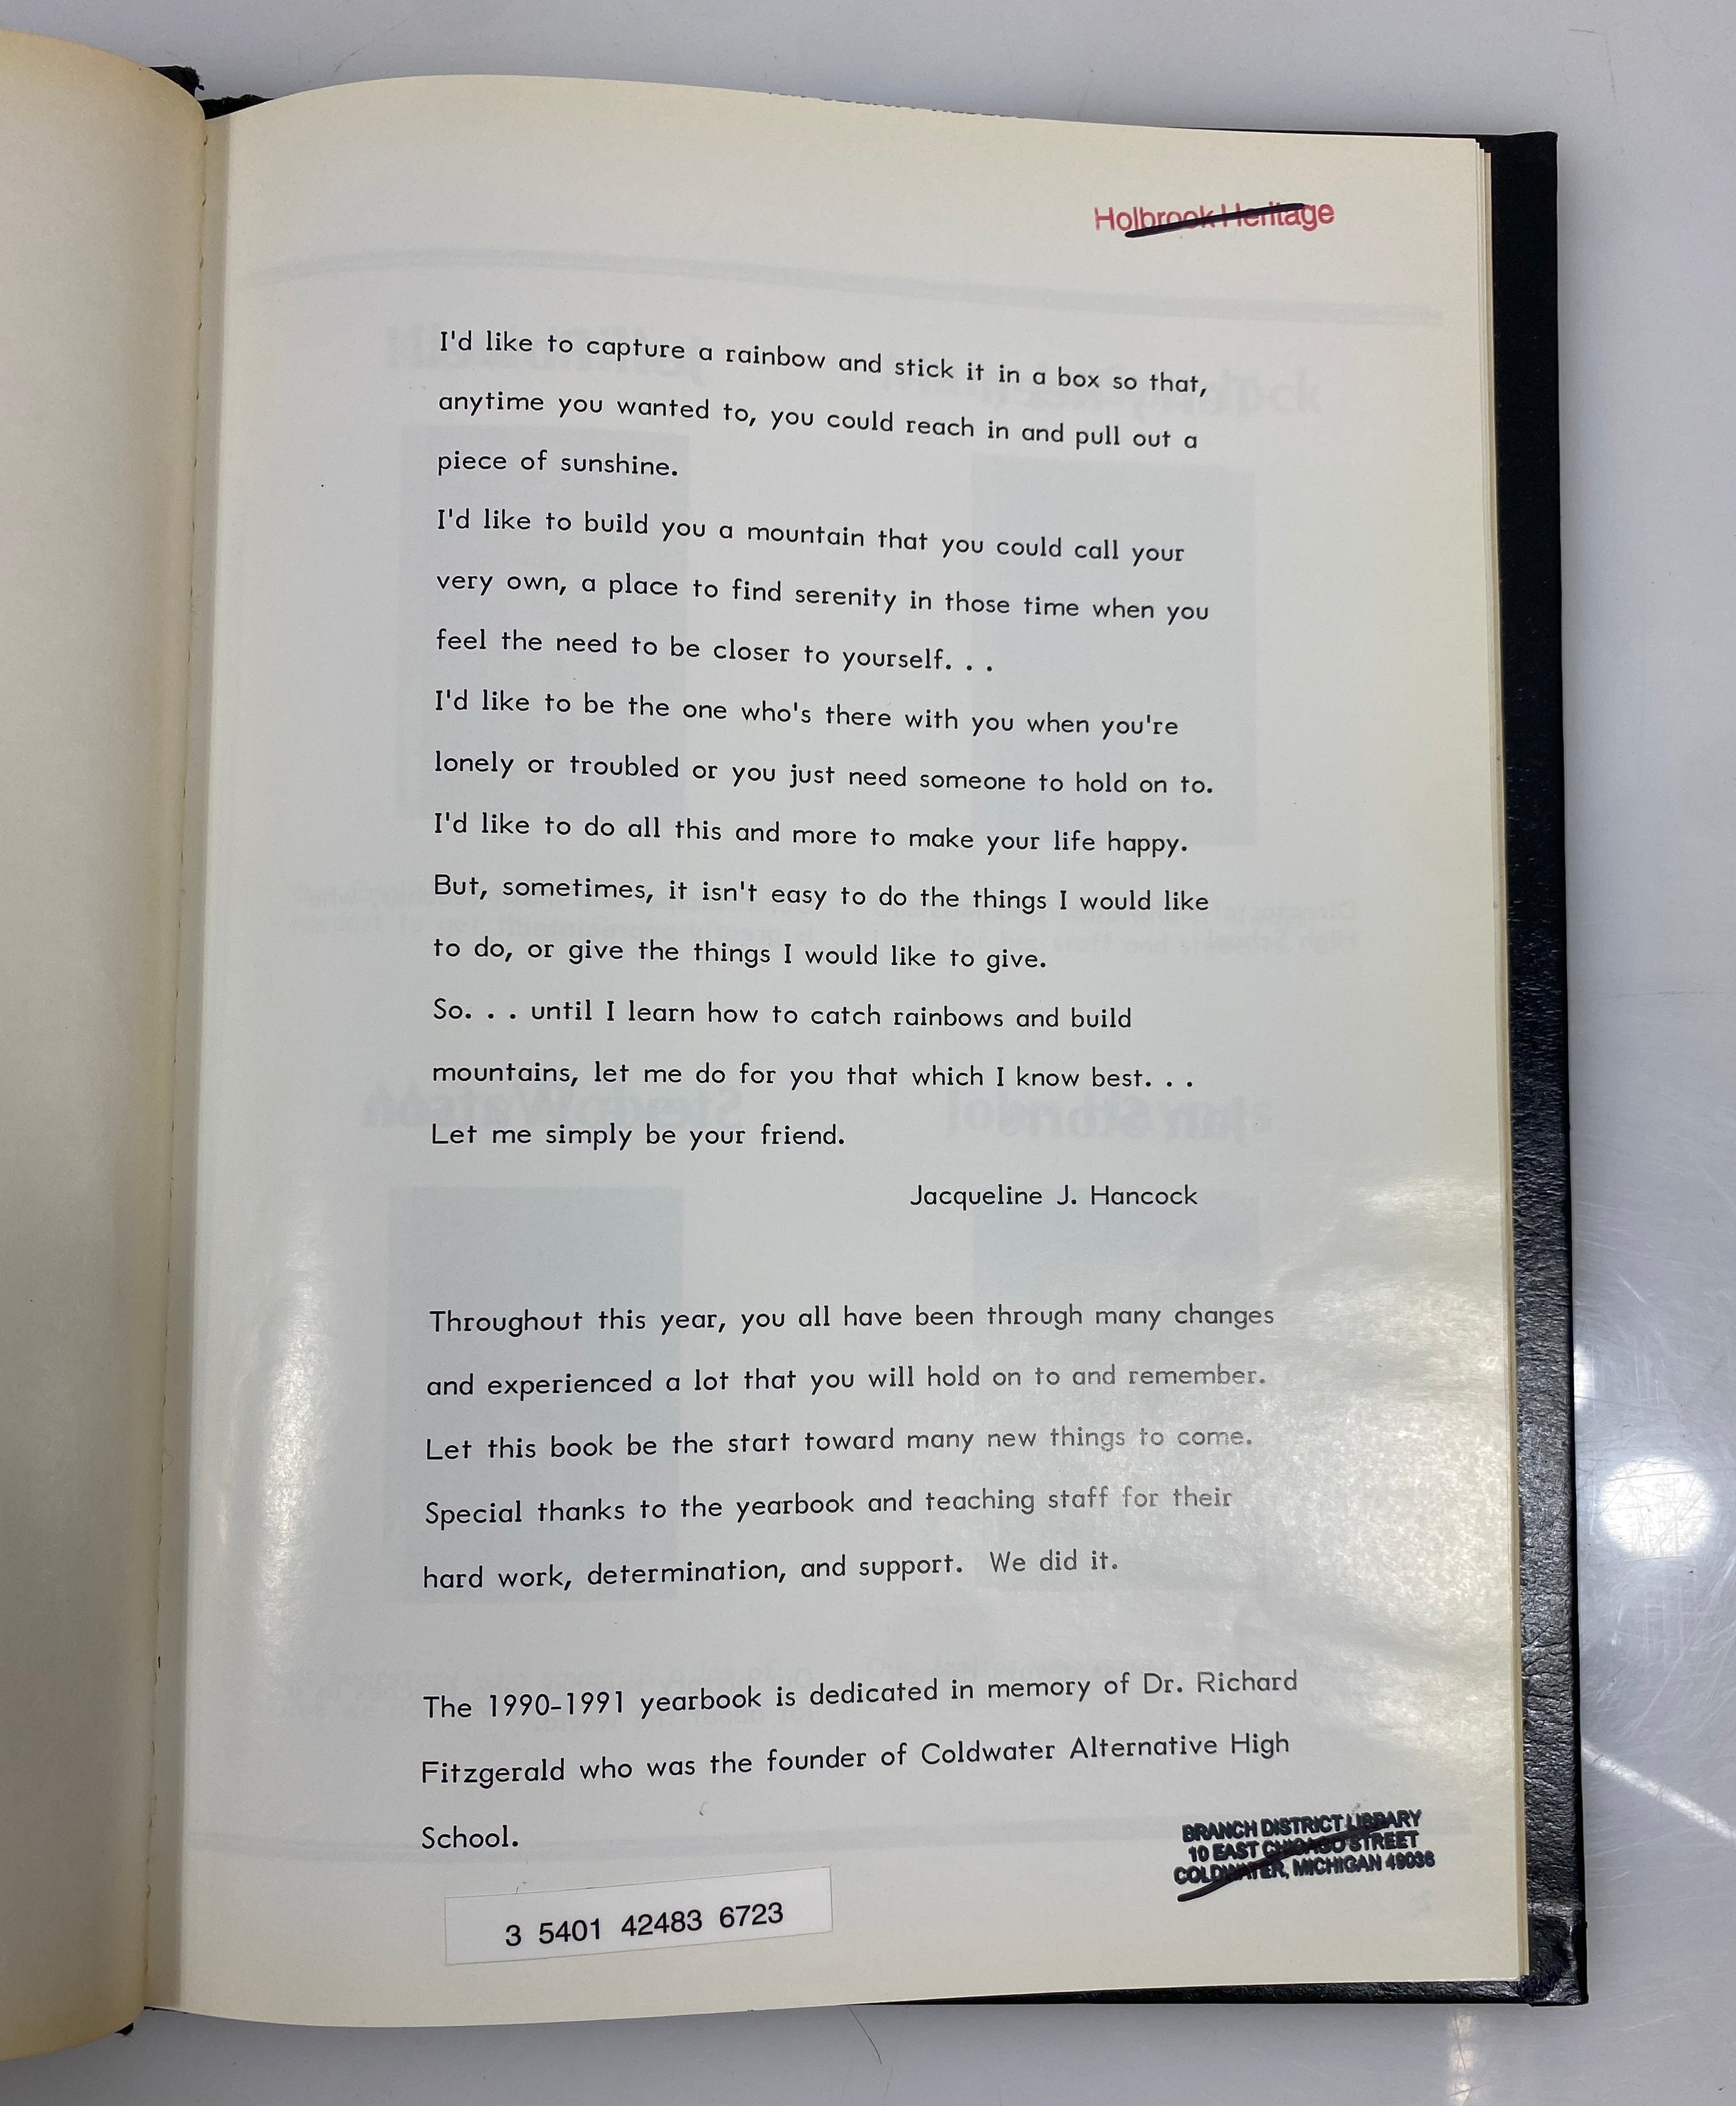 Holbrook Heritage
I'd like to capture a rainbow and stick it in a box so that,
anytime you wanted to, you could reach in and pull out a
piece of sunshine.
I'd like to build you a mountain that you could call your
very own, a place to find serenity in those time when you
feel the need to be closer to yourself. . .
I'd like to be the one who's there with you when you're
lonely or troubled or you just need someone to hold on to.
I'd like to do all this and more to make your life happy.
But, sometimes, it isn't easy to do the things I would like
to do, or give the things I would like to give.
So. . . until I learn how to catch rainbows and build
mountains, let me do for you that which I know best. . .
Let me simply be your friend.
Jacqueline J. Hancock
Throughout this year, you all have been through many changes
and experienced a lot that you will hold on to and remember.
Let this book be the start toward many new things to come.
Special thanks to the yearbook and teaching staff for their
hard work, determination, and support. We did it.
The 1990-1991 yearbook is dedicated in memory of Dr. Richard
Fitzgerald who was the founder of Coldwater Alternative High
School.
BRANCH DISTRICT LIBRARY
10 EAST CHICAGO STREET
COLDWATER, MICHIGAN 49036
3 5401 42483 6723